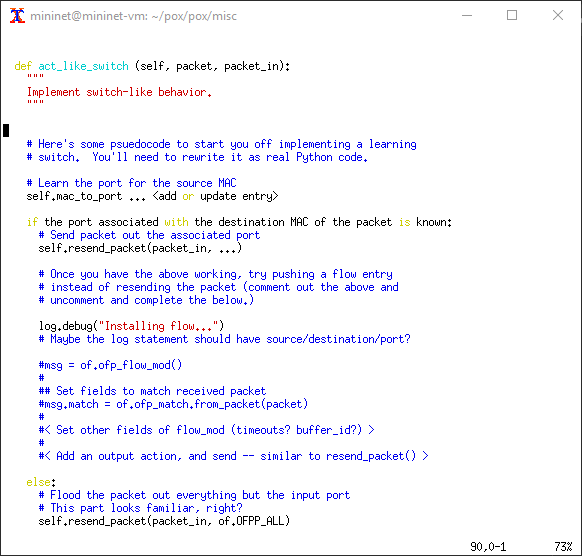 mininet@mininet-vm: ~/pox/pox/misc
def act_like_switch (self, packet, packet_in):
"""
Implement switch-like behavior.
"""
# Here's some psuedocode to start you off implementing a learning
# switch.  You'll need to rewrite it as real Python code.
# Learn the port for the source MAC
self.mac_to_port ... <add or update entry>
if the port associated with the destination MAC of the packet is known:
# Send packet out the associated port
self.resend_packet(packet_in, ...)
# Once you have the above working, try pushing a flow entry
# instead of resending the packet (comment out the above and
# uncomment and complete the below.)
log.debug("Installing flow...")
# Maybe the log statement should have source/destination/port?
#msg = of.ofp_flow_mod()
#
## Set fields to match received packet
#msg.match = of.ofp_match.from_packet(packet)
#
#< Set other fields of flow_mod (timeouts? buffer_id?) >
#
#< Add an output action, and send -- similar to resend_packet() >
else:
# Flood the packet out everything but the input port
# This part looks familiar, right?
self.resend_packet(packet_in, of.OFPP_ALL)
90,0-1 73%